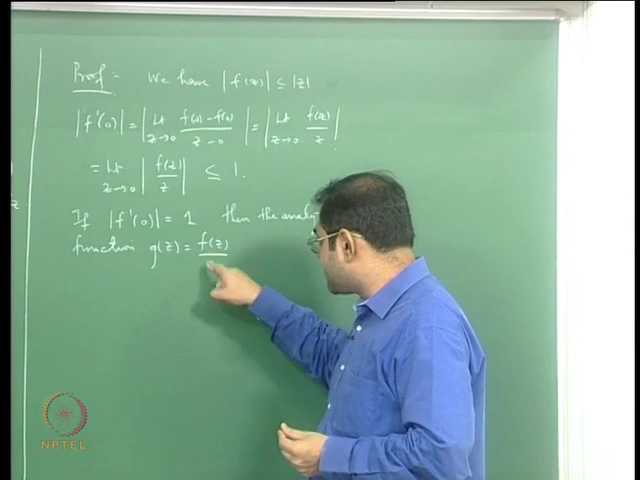 Proof :- We have |f(z)| ≤ |z|
|f'(0)| = | lt z→0 f(z) - f(0) / z - 0 | = | lt z→0 f(z) / z |
= lt z→0 | f(z) / z | ≤ 1.
If |f'(0)| = 1 then the analy
function g(z) = f(z)
NPTEL